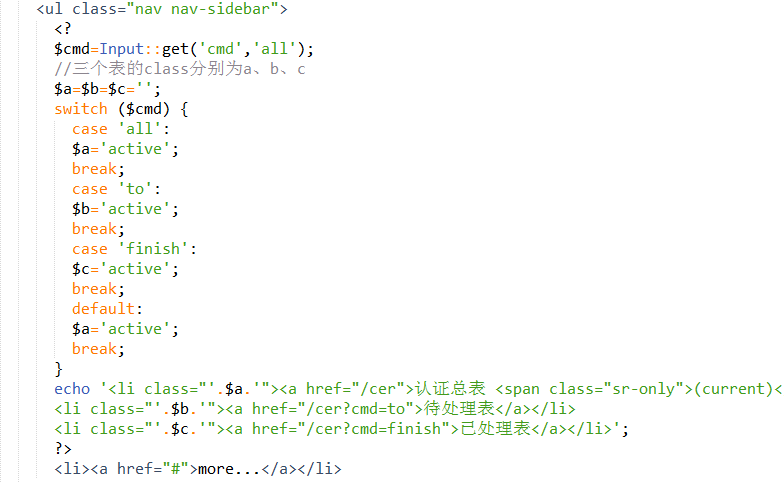 <ul class="nav nav-sidebar">
<?
$cmd=Input::get('cmd','all');
//三个表的class分别为a、b、c
$a=$b=$c='';
switch ($cmd) {
case 'all':
$a='active';
break;
case 'to':
$b='active';
break;
case 'finish':
$c='active';
break;
default:
$a='active';
break;
}
echo '<li class="'.$a.'"><a href="/cer">认证总表 <span class="sr-only">(current)<
<li class="'.$b.'"><a href="/cer?cmd=to">待处理表</a></li>
<li class="'.$c.'"><a href="/cer?cmd=finish">已处理表</a></li>';
?>
<li><a href="#">more...</a></li>